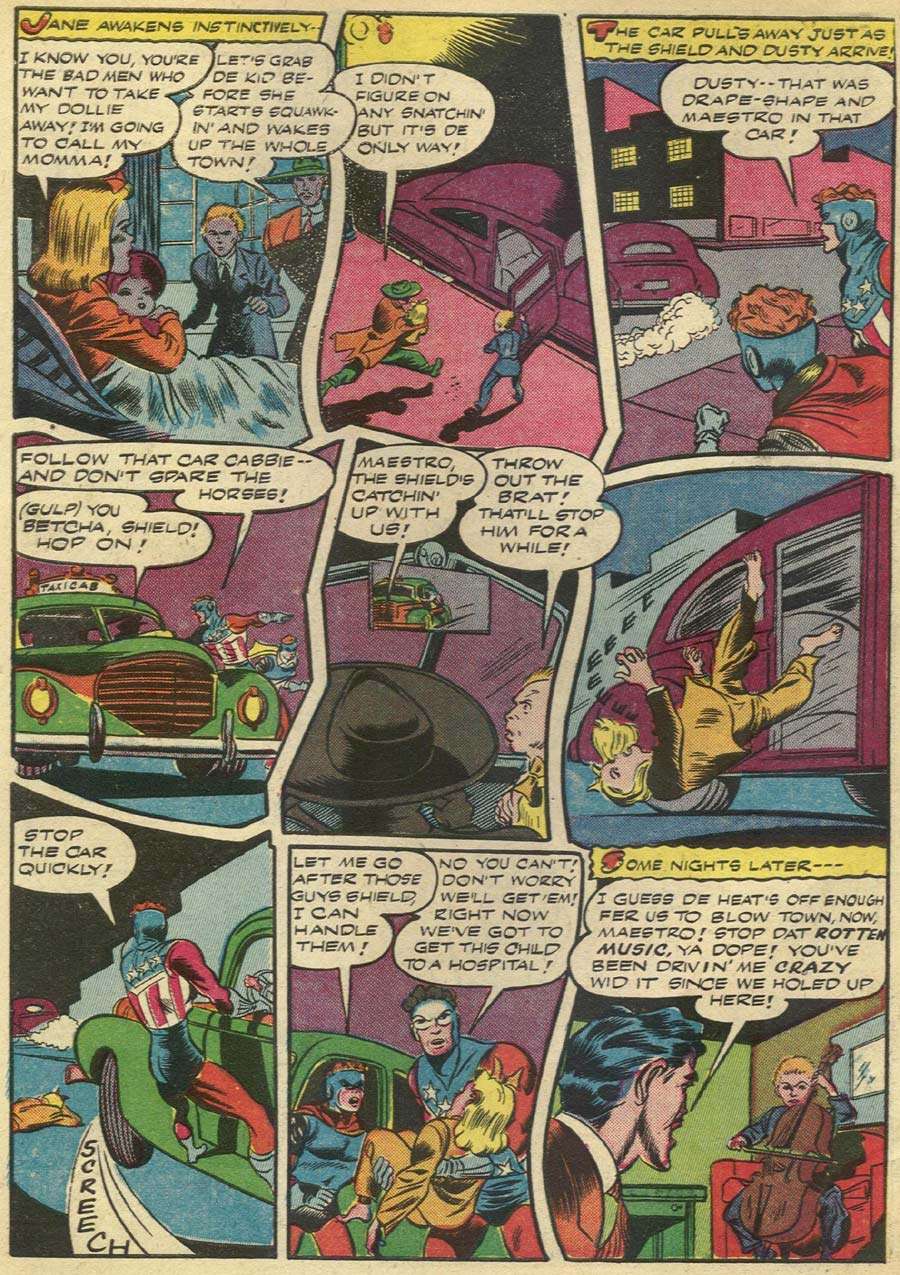 JANE AWAKENS INSTINCTIVELY--
I KNOW YOU, YOU'RE
THE BAD MEN WHO
WANT TO TAKE
MY DOLLIE
AWAY! I'M GOING
TO CALL MY
MOMMA!
LET'S GRAB
DE KID BE-
FORE SHE
STARTS SQUAWK-
IN' AND WAKES
UP THE WHOLE
TOWN!
I DIDN'T
FIGURE ON
ANY SNATCHIN'
BUT IT'S DE
ONLY WAY!
THE CAR PULLS AWAY JUST AS
THE SHIELD AND DUSTY ARRIVE!
DUSTY-- THAT WAS
DRAPE-SHAPE AND
MAESTRO IN THAT
CAR!
FOLLOW THAT CAR CABBIE--
AND DON'T SPARE THE
HORSES!
(GULP) YOU
BETCHA, SHIELD!
HOP ON!
TAXICAB
MAESTRO,
THE SHIELD'S
CATCHIN'
UP WITH
US!
THROW
OUT THE
BRAT!
THAT'LL STOP
HIM FOR A
WHILE!
EEEEE
STOP
THE CAR
QUICKLY!
SCREECH
LET ME GO
AFTER THOSE
GUYS SHIELD,
I CAN
HANDLE
THEM!
NO YOU CAN'T!
DON'T WORRY
WE'LL GET 'EM!
RIGHT NOW
WE'VE GOT TO
GET THIS CHILD
TO A HOSPITAL!
SOME NIGHTS LATER---
I GUESS DE HEAT'S OFF ENOUGH
FER US TO BLOW TOWN, NOW,
MAESTRO! STOP DAT ROTTEN
MUSIC, YA DOPE! YOU'VE
BEEN DRIVIN' ME CRAZY
WID IT SINCE WE HOLED UP
HERE!